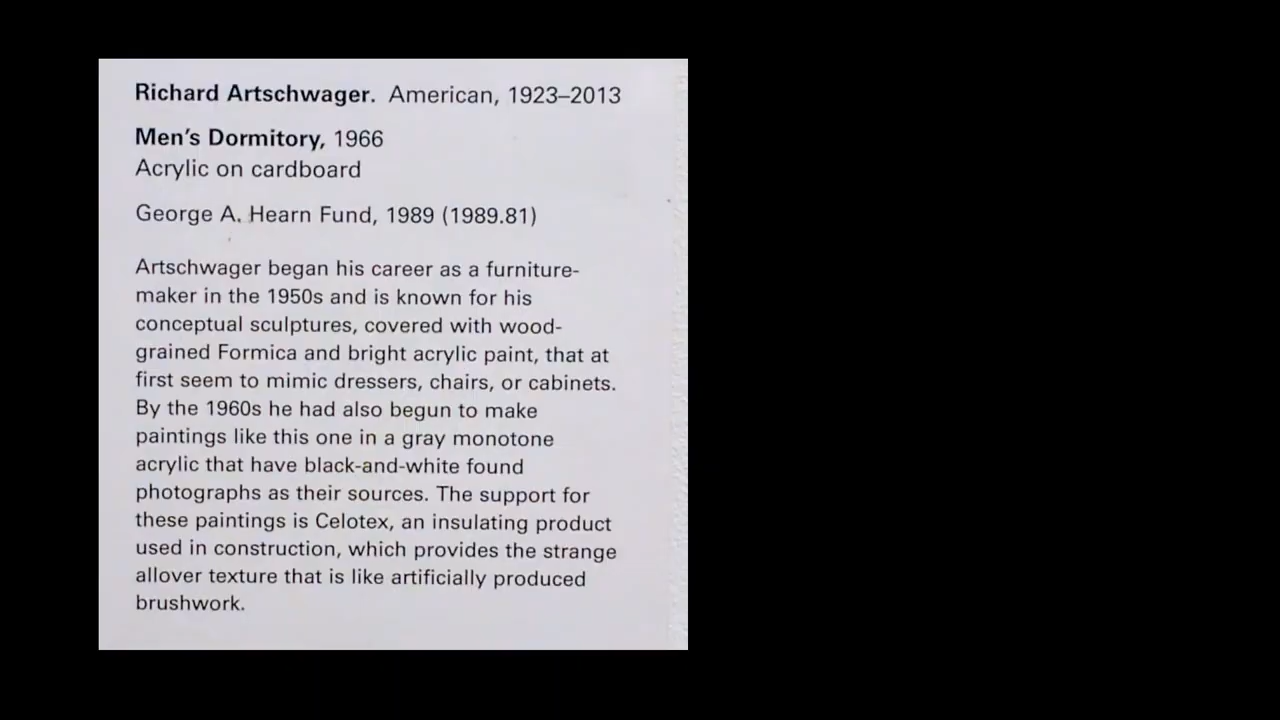 Richard Artschwager. American, 1923–2013
Men's Dormitory, 1966
Acrylic on cardboard
George A. Hearn Fund, 1989 (1989.81)
Artschwager began his career as a furniture-
maker in the 1950s and is known for his
conceptual sculptures, covered with wood-
grained Formica and bright acrylic paint, that at
first seem to mimic dressers, chairs, or cabinets.
By the 1960s he had also begun to make
paintings like this one in a gray monotone
acrylic that have black-and-white found
photographs as their sources. The support for
these paintings is Celotex, an insulating product
used in construction, which provides the strange
allover texture that is like artificially produced
brushwork.